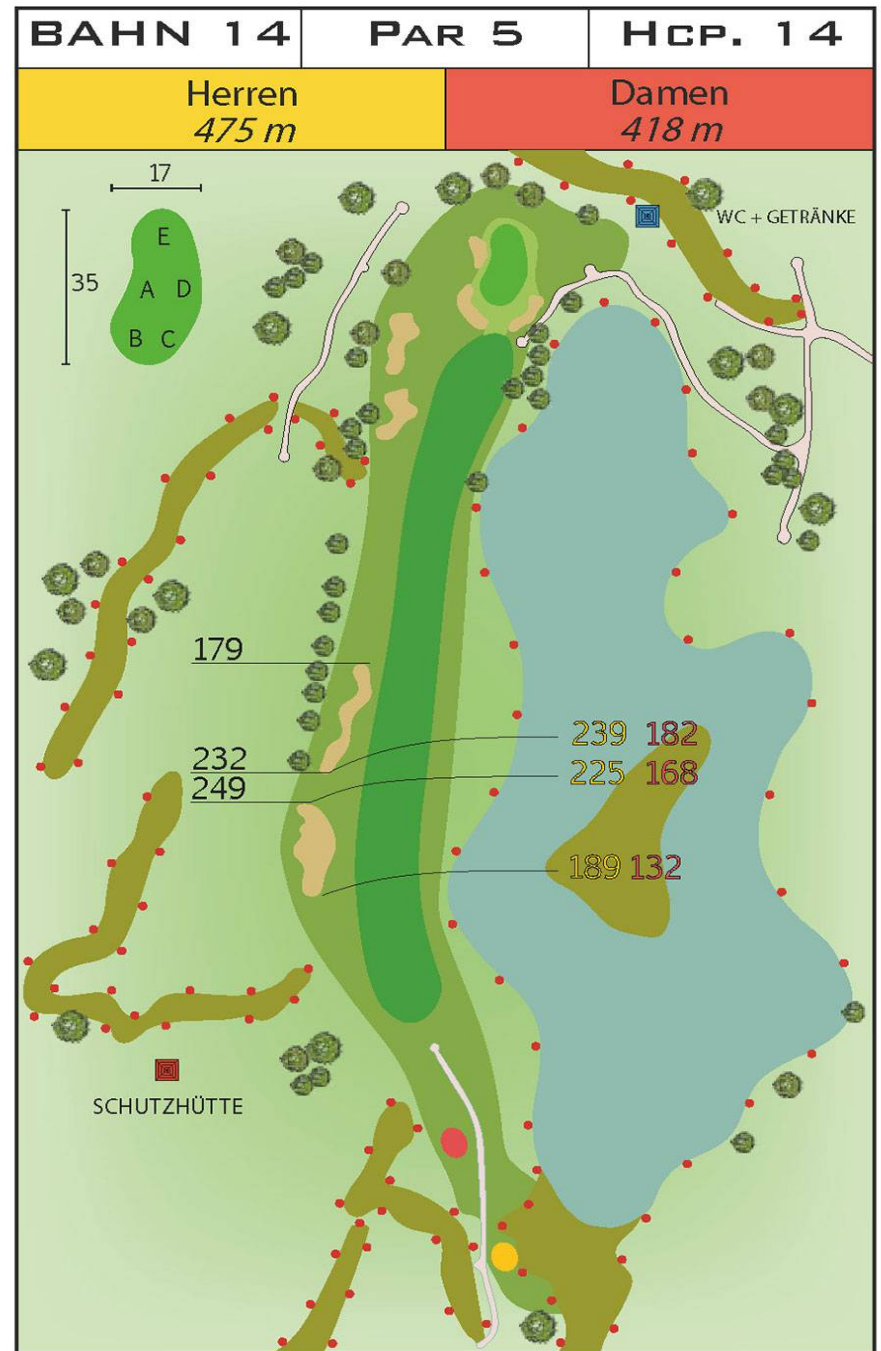 BAHN 14
PAR 5
HCP. 14
Herren
475 m
Damen
418 m
17
35
E
A D
B C
WC + GETRÄNKE
179
232
249
239 182
225 168
189 132
SCHUTZHÜTTE